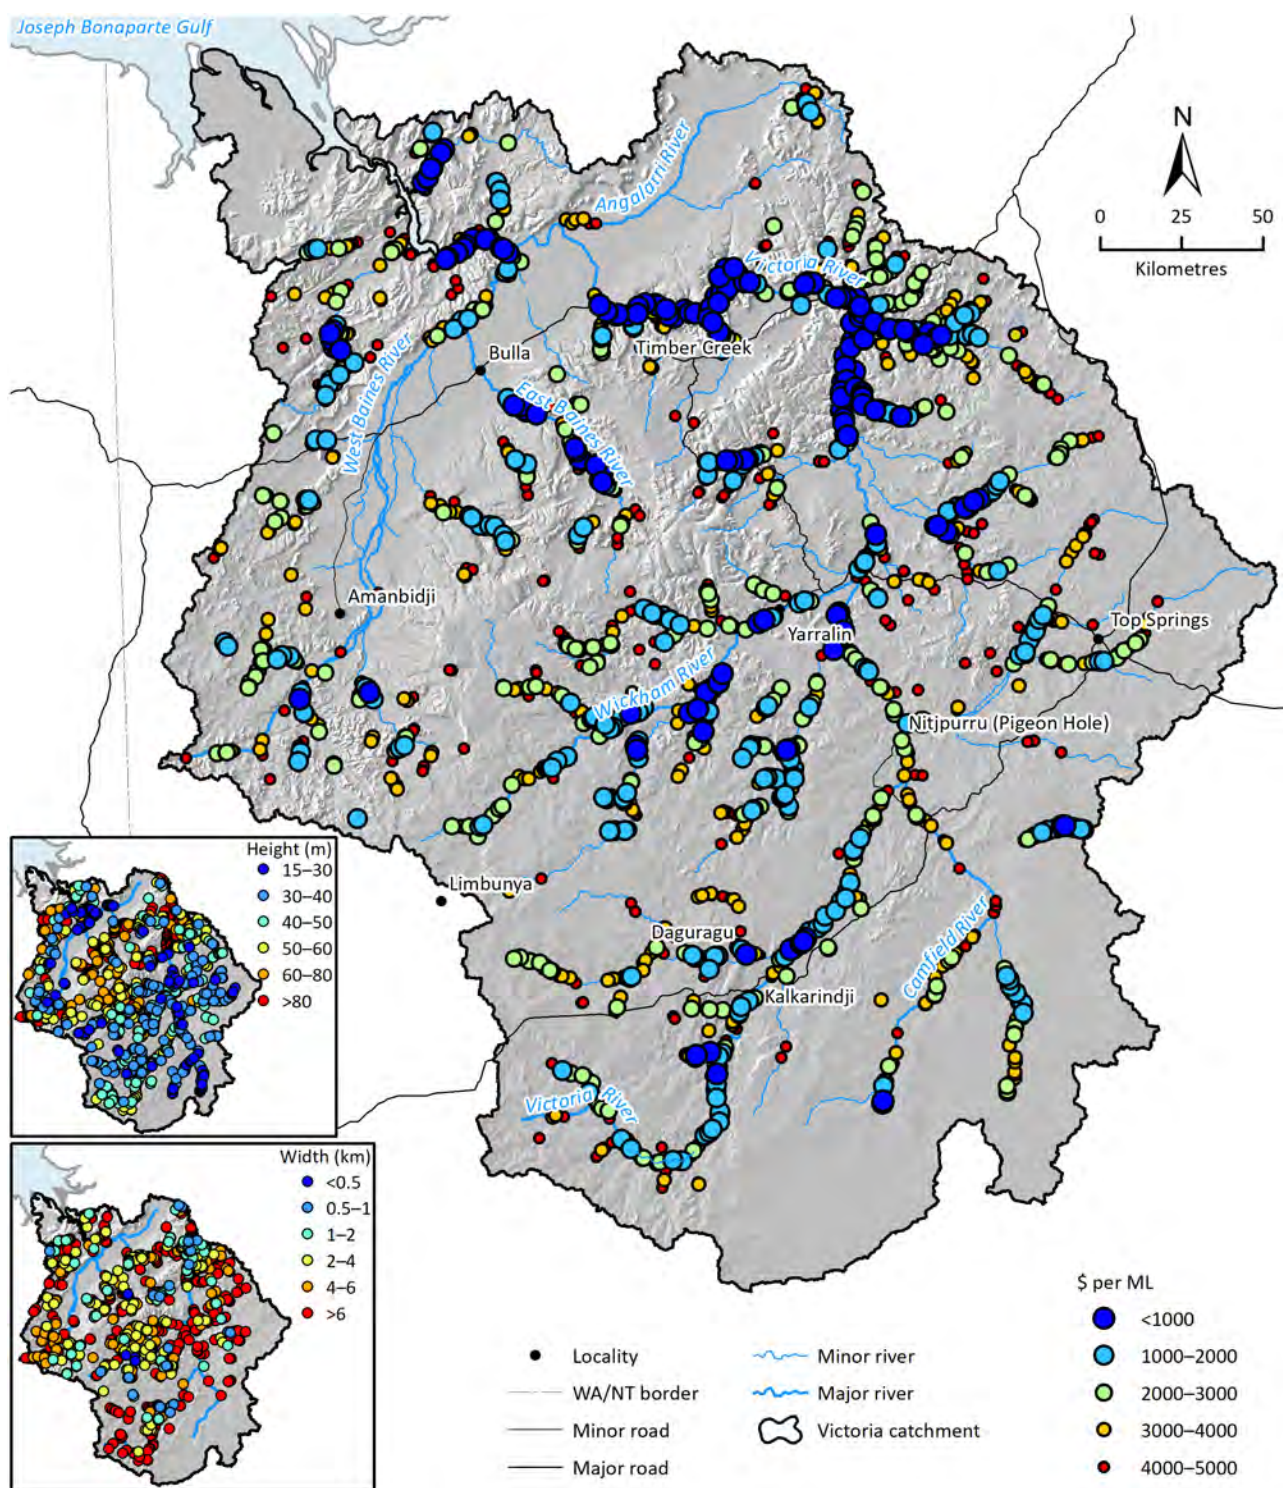 Joseph Bonaparte Gulf
N
0 25 50
Kilometres
Angalarri River
Victoria River
Timber Creek
Bulla
West Baines River
East Baines River
Amanbidji
Top Springs
Yarralin
Wickham River
Nitjpurru (Pigeon Hole)
Limbunya
Daguragu
Camfield River
Kalkarindji
Victoria River
Height (m)
15–30
30–40
40–50
50–60
60–80
>80
Width (km)
<0.5
0.5–1
1–2
2–4
4–6
>6
Locality
WA/NT border
Minor road
Major road
Minor river
Major river
Victoria catchment
$ per ML
<1000
1000–2000
2000–3000
3000–4000
4000–5000